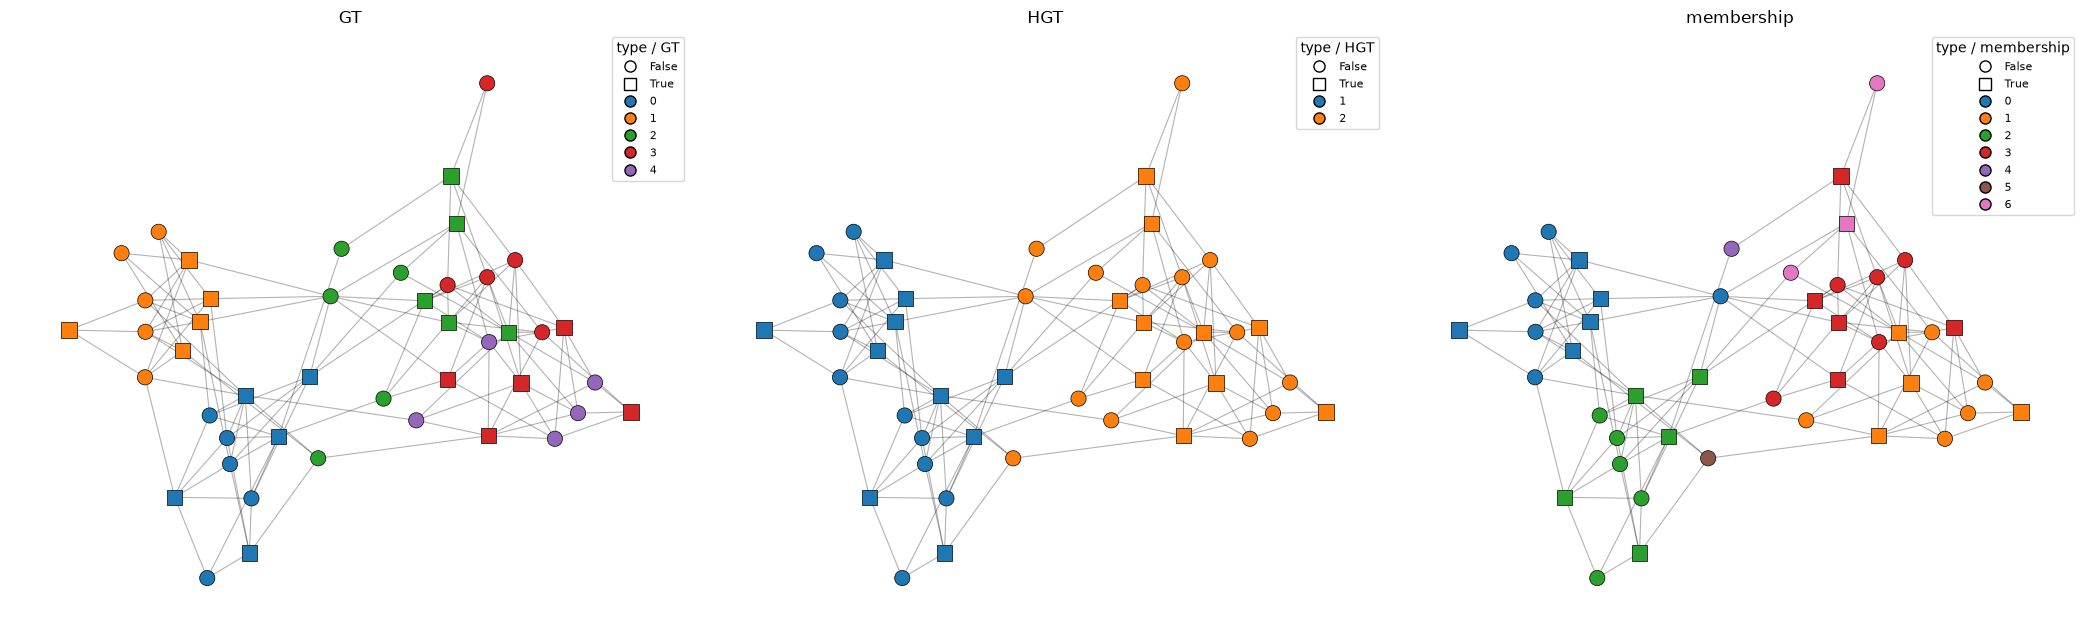 GT
type / GT
False
True
0
1
2
3
4
HGT
type / HGT
False
True
1
2
membership
type / membership
False
True
0
1
2
3
4
5
6